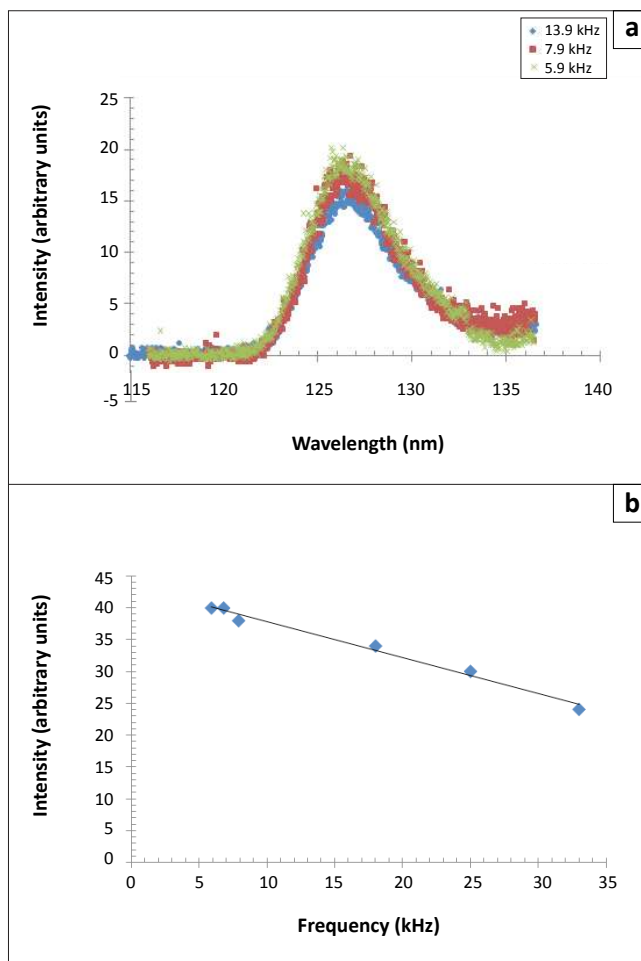 a
13.9 kHz
7.9 kHz
5.9 kHz
25
20
15
10
5
0
-5
115 120 125 130 135 140
Intensity (arbitrary units)
Wavelength (nm)
b
45
40
35
30
25
20
15
10
5
0
0 5 10 15 20 25 30 35
Intensity (arbitrary units)
Frequency (kHz)